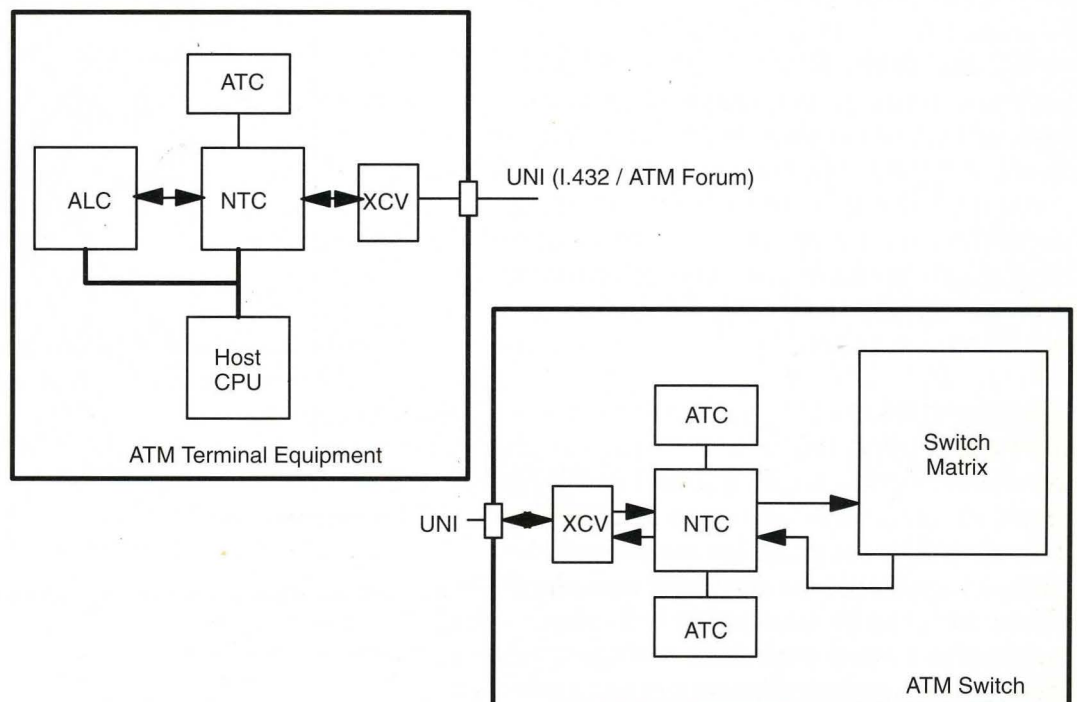 ATC
ALC
NTC
XCV
UNI (I.432 / ATM Forum)
Host
CPU
ATM Terminal Equipment
ATC
Switch
Matrix
UNI
XCV
NTC
ATC
ATM Switch